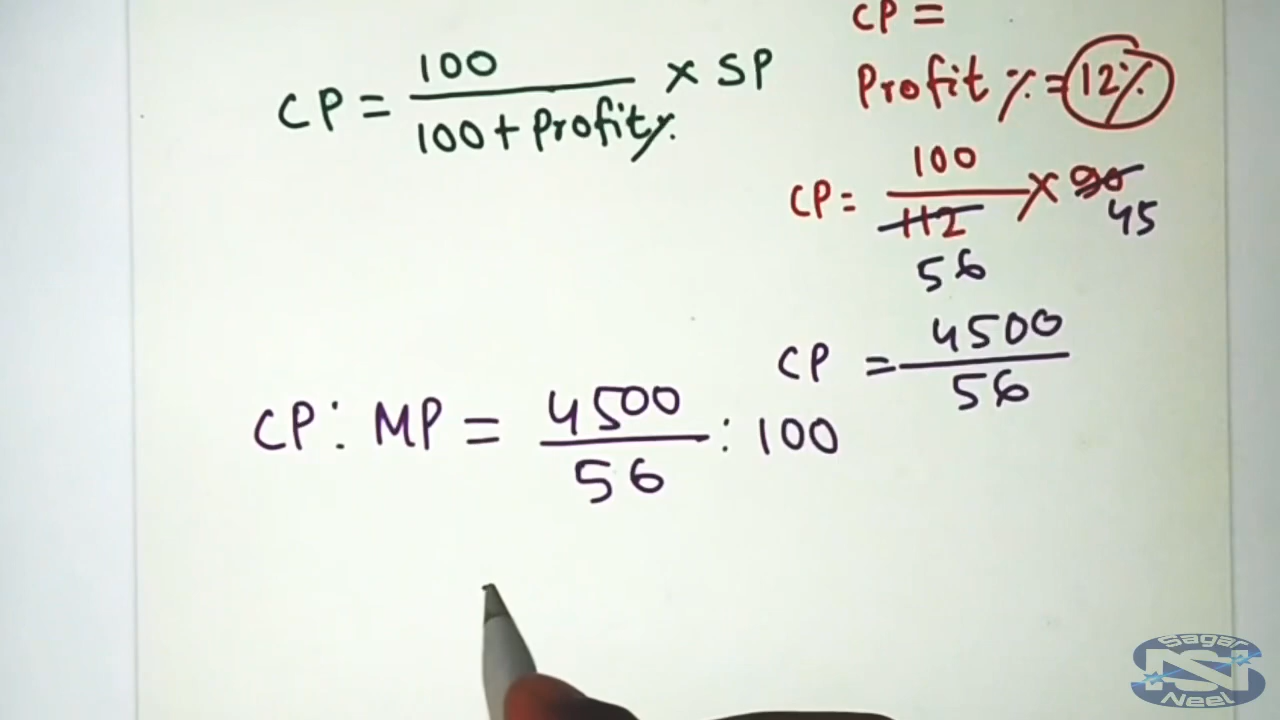 CP =
Profit % = 12%
CP = 100 / 100 + Profit% × SP
CP = 100 / 112 × 90
45
56
CP = 4500 / 56
CP : MP = 4500 / 56 : 100
Sagar
NS
Neel